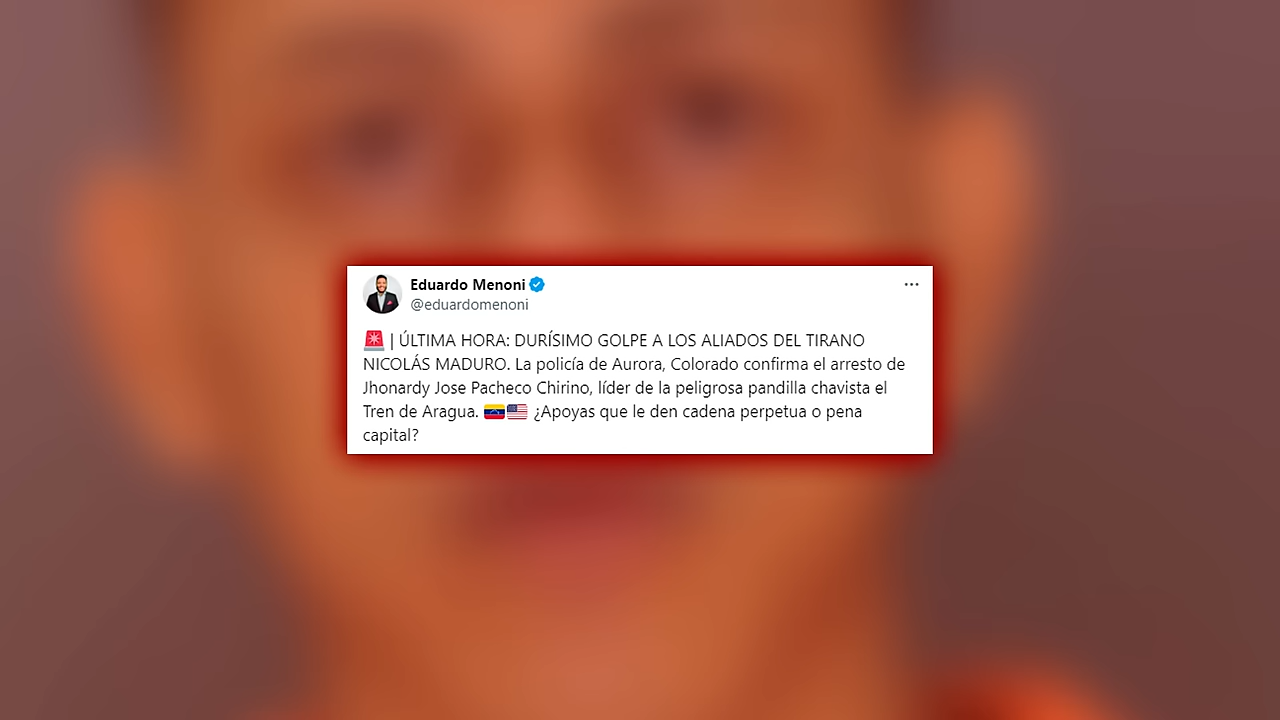 Eduardo Menoni
@eduardomenoni
🚨 | ÚLTIMA HORA: DURÍSIMO GOLPE A LOS ALIADOS DEL TIRANO
NICOLÁS MADURO. La policía de Aurora, Colorado confirma el arresto de
Jhonardy Jose Pacheco Chirino, líder de la peligrosa pandilla chavista el
Tren de Aragua. 🇻🇪🇺🇸 ¿Apoyas que le den cadena perpetua o pena
capital?